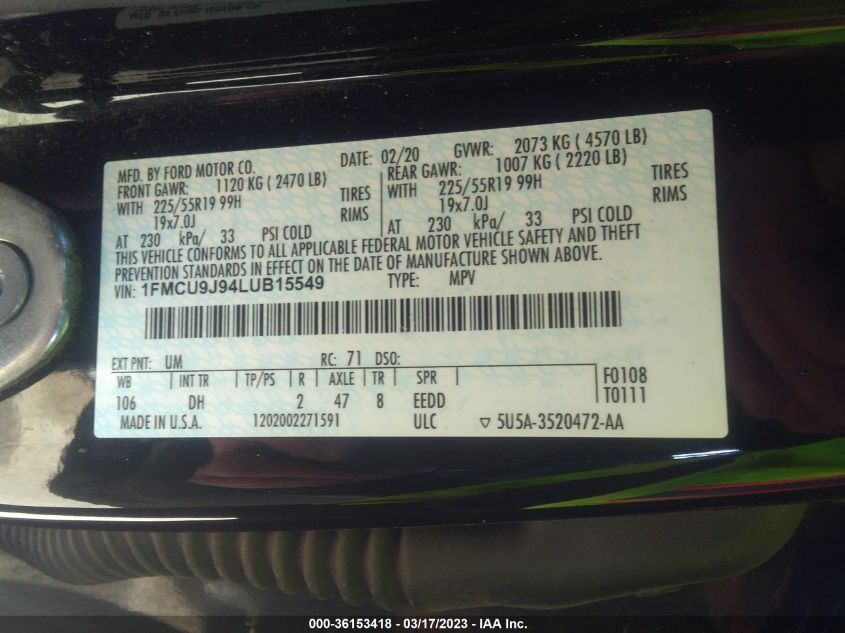 MFD. BY FORD MOTOR CO.
DATE: 02/20 GVWR: 2073 KG ( 4570 LB)
FRONT GAWR: 1120 KG ( 2470 LB)
REAR GAWR: 1007 KG ( 2220 LB)
WITH 225/55R19 99H TIRES
WITH 225/55R19 99H TIRES
19x7.0J RIMS
19x7.0J RIMS
AT 230 kPa/ 33 PSI COLD
AT 230 kPa/ 33 PSI COLD
THIS VEHICLE CONFORMS TO ALL APPLICABLE FEDERAL MOTOR VEHICLE SAFETY AND THEFT
PREVENTION STANDARDS IN EFFECT ON THE DATE OF MANUFACTURE SHOWN ABOVE.
VIN: 1FMCU9J94LUB15549 TYPE: MPV
EXT PNT: UM RC: 71 DSO:
WB INT TR TP/PS R AXLE TR SPR F0108
106 DH 2 47 8 EEDD T0111
MADE IN U.S.A. 1202002271591 ULC ▽ 5U5A-3520472-AA
000-36153418 - 03/17/2023 - IAA Inc.